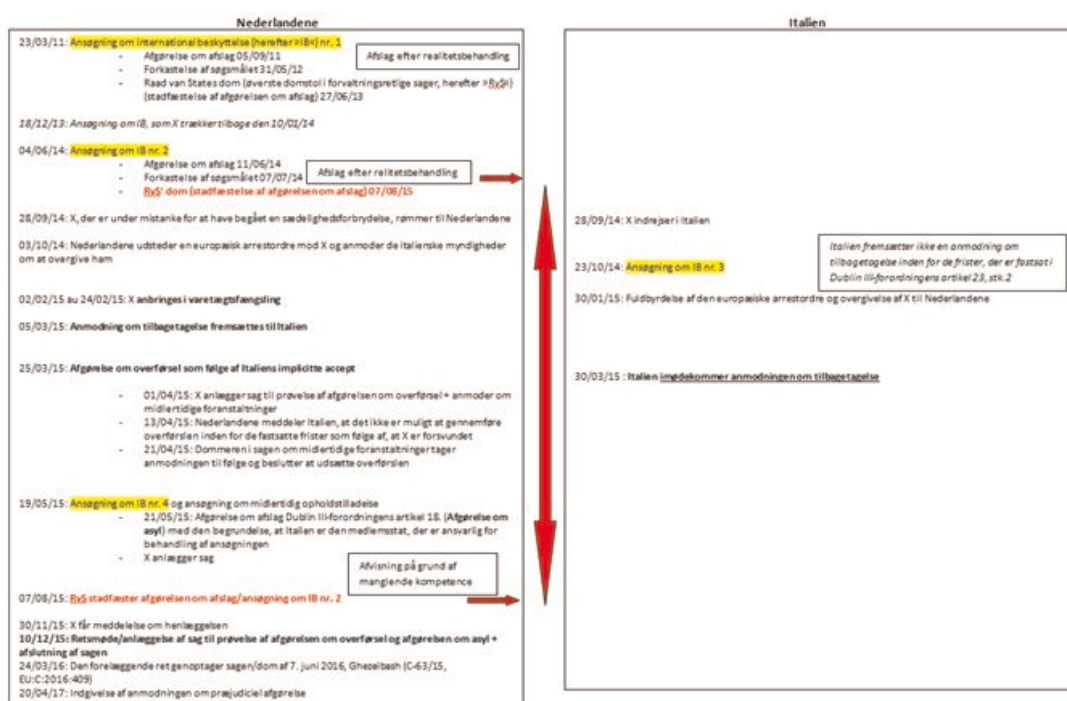 Nederlandene
23/03/11: Ansøgning om international beskyttelse (herefter »IB«) nr. 1
- Afgørelse om afslag 05/09/11
- Forkastelse af søgsmålet 31/05/12
- Raad van States dom (øverste domstol i forvaltningsretlige sager, herefter »RvS«)
(stadfæstelse af afgørelsen om afslag) 27/06/13
Afslag efter realitetsbehandling
18/12/13: Ansøgning om IB, som X trækker tilbage den 10/01/14
04/06/14: Ansøgning om IB nr. 2
- Afgørelse om afslag 11/06/14
- Forkastelse af søgsmålet 07/07/14
- RvS' dom (stadfæstelse af afgørelsen om afslag) 07/08/15
Afslag efter relitetsbehandling
28/09/14: X, der er under mistanke for at have begået en sædelighedsforbrydelse, rømmer til Nederlandene
03/10/14: Nederlandene udsteder en europæisk arrestordre mod X og anmoder de italienske myndigheder
om at overgive ham
02/02/15 au 24/02/15: X anbringes i varetægtsfængsling
05/03/15: Anmodning om tilbagetagelse fremsættes til Italien
25/03/15: Afgørelse om overførsel som følge af Italiens implicitte accept
- 01/04/15: X anlægger sag til prøvelse af afgørelsen om overførsel + anmoder om
midlertidige foranstaltninger
- 13/04/15: Nederlandene meddeler Italien, at det ikke er muligt at gennemføre
overførslen inden for de fastsatte frister som følge af, at X er forsvundet
- 21/04/15: Dommeren i sagen om midlertidige foranstaltninger tager
anmodningen til følge og beslutter at udsætte overførslen
19/05/15: Ansøgning om IB nr. 4 og ansøgning om midlertidig opholdstilladelse
- 21/05/15: Afgørelse om afslag Dublin III-forordningens artikel 18. (Afgørelse om
asyl) med den begrundelse, at Italien er den medlemsstat, der er ansvarlig for
behandling af ansøgningen
- X anlægger sag
Afvisning på grund af
manglende kompetence
07/08/15: RvS stadfæster afgørelsen om afslag/ansøgning om IB nr. 2
30/11/15: X får meddelelse om henlæggelsen
10/12/15: Retsmøde/anlæggelse af sag til prøvelse af afgørelsen om overførsel og afgørelsen om asyl +
afslutning af sagen
24/03/16: Den forelæggende ret genoptager sagen/dom af 7. juni 2016, Ghezelbash (C-63/15,
EU:C:2016:409)
20/04/17: Indgivelse af anmodningen om præjudiciel afgørelse
Italien
28/09/14: X indrejser i Italien
Italien fremsætter ikke en anmodning om
tilbagetagelse inden for de frister, der er fastsat i
Dublin III-forordningens artikel 23, stk.2
23/10/14: Ansøgning om IB nr. 3
30/01/15: Fuldbyrdelse af den europæiske arrestordre og overgivelse af X til Nederlandene
30/03/15 : Italien imødekommer anmodningen om tilbagetagelse